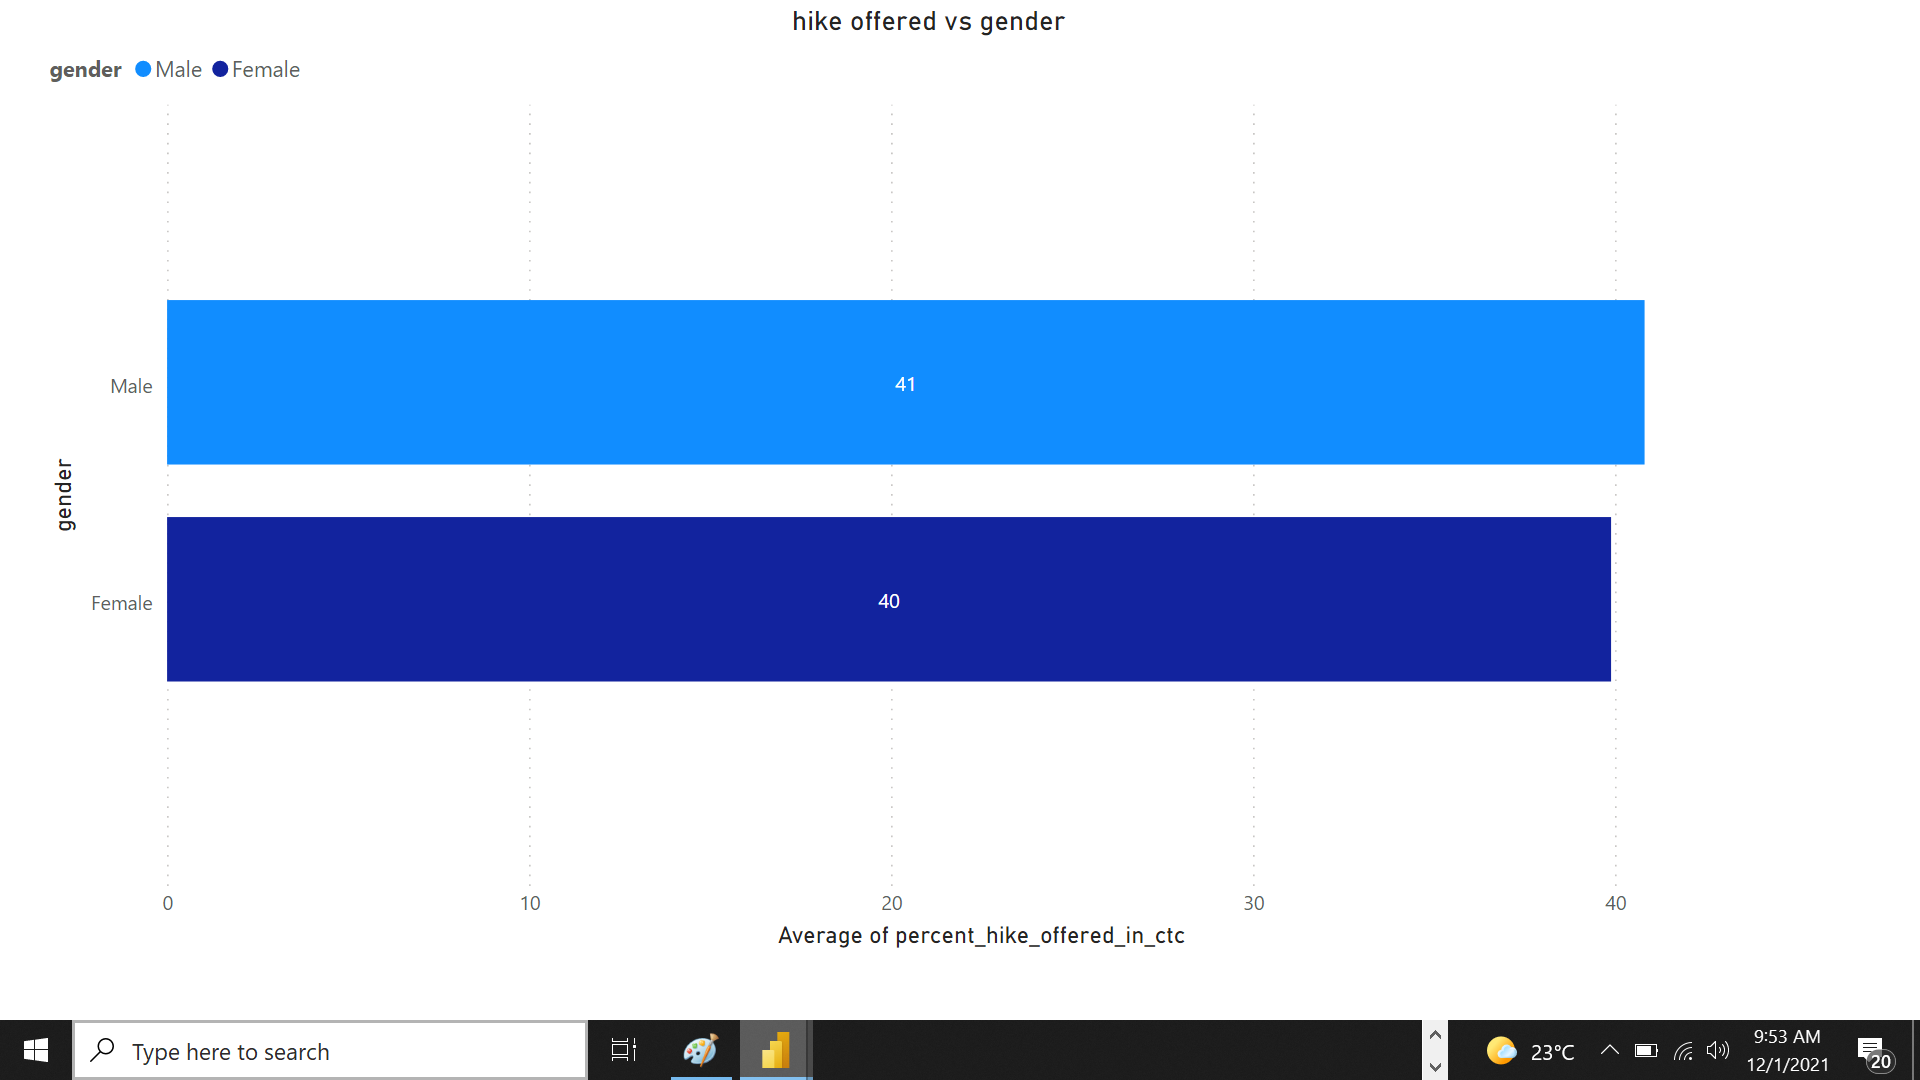 hike offered vs gender
gender Male Female
Male
41
gender
Female
40
0 10 20 30 40
Average of percent_hike_offered_in_ctc
Type here to search
23°C
9:53 AM
12/1/2021
20